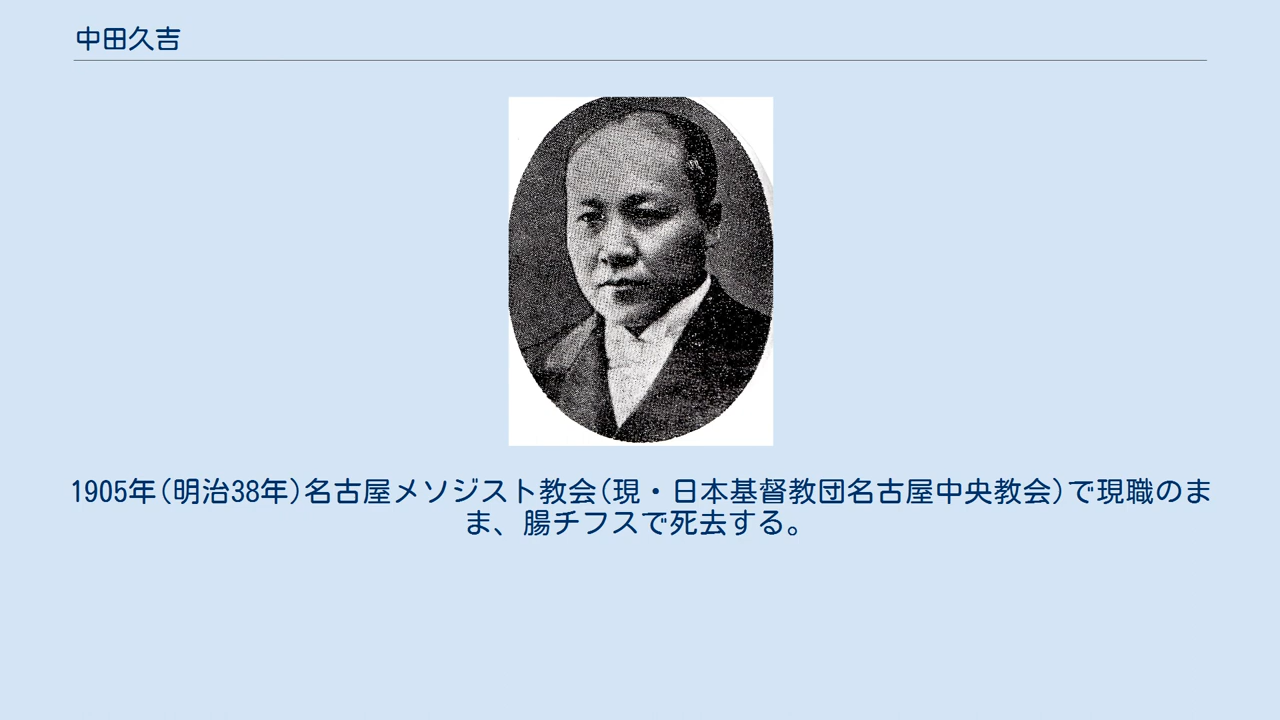 中田久吉
1905年(明治38年)名古屋メソジスト教会(現・日本基督教団名古屋中央教会)で現職のま
ま、腸チフスで死去する。